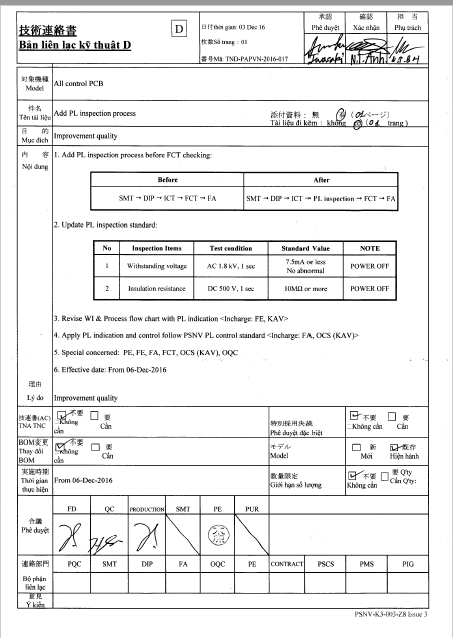 技術連絡書
Bản liên lạc kỹ thuật D
D
日付thời gian: 03 Dec 16
枚数Số trang : 01
番号Mã: TND-PAPVN-2016-017
承認 確認 担当
Phê duyệt Xác nhận Phụ trách
対象機種
Model
All control PCB
件名
Tên tài liệu
Add PL inspection process
添付資料: 無 有 (01ページ)
Tài liệu đi kèm : không có (01 trang )
目的
Mục đích
Improvement quality
内容
Nội dung
1. Add PL inspection process before FCT checking:
Before After
SMT → DIP → ICT → FCT → FA SMT → DIP → ICT → PL inspection → FCT → FA
2. Update PL inspection standard:
No Inspection Items Test condition Standard Value NOTE
1 Withstanding voltage AC 1.8 kV, 1 sec 7.5mA or less
No abnormal POWER OFF
2 Insulation resistance DC 500 V, 1 sec 10MΩ or more POWER OFF
3. Revise WI & Process flow chart with PL indication <Incharge: FE, KAV>
4. Apply PL indication and control follow PSNV PL control standard <Incharge: FA, OCS (KAV)>
5. Special concerned: PE, FE, FA, FCT, OCS (KAV), OQC
6. Effective date: From 06-Dec-2016
理由
Lý do
Improvement quality
技連書(AC)
TNA TNC
不要 要
Không cần Cần
特別採用決議
Phê duyệt đặc biệt
不要 要
Không cần Cần
BOM変更
Thay đổi
BOM
不要 要
Không cần Cần
モデル
Model
新 既存
Mới Hiện hành
実施時期
Thời gian
thực hiện
From 06-Dec-2016
数量限定
Giới hạn số lượng
不要 要 Q'ty
Không cần Cần Q'ty:
合議
Phê duyệt
FD QC PRODUCTION SMT PE PUR
連絡部門
Bộ phận
liên lạc
PQC SMT DIP FA OQC PE CONTRACT PSCS PMS PIG
意見
Ý kiến
PSNV-K3-003-Z8 Issue 3